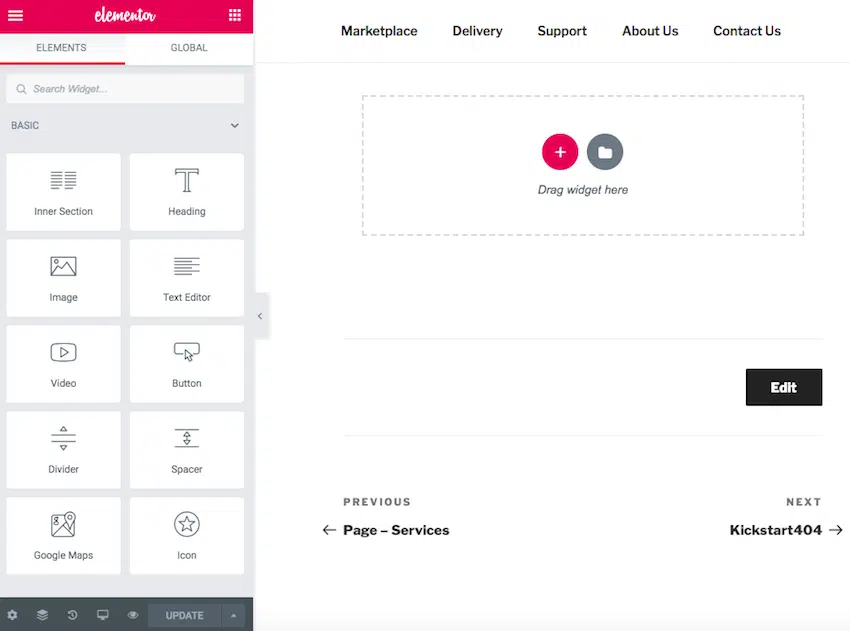 elementor
ELEMENTS GLOBAL
Search Widget...
BASIC
Inner Section Heading
Image Text Editor
Video Button
Divider Spacer
Google Maps Icon
UPDATE
Marketplace Delivery Support About Us Contact Us
Drag widget here
Edit
PREVIOUS NEXT
← Page – Services Kickstart404 →